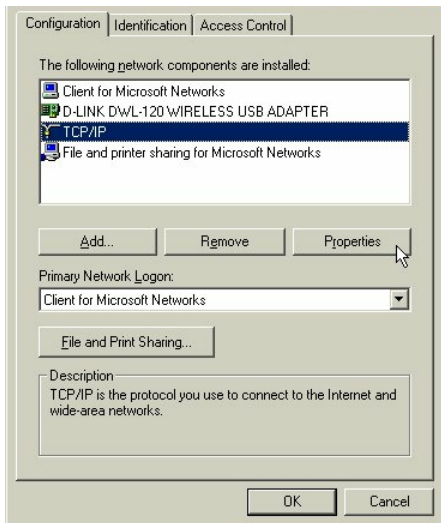 Configuration Identification Access Control
The following network components are installed:
Client for Microsoft Networks
D-LINK DWL-120 WIRELESS USB ADAPTER
TCP/IP
File and printer sharing for Microsoft Networks
Add... Remove Properties
Primary Network Logon:
Client for Microsoft Networks
File and Print Sharing...
Description
TCP/IP is the protocol you use to connect to the Internet and
wide-area networks.
OK Cancel